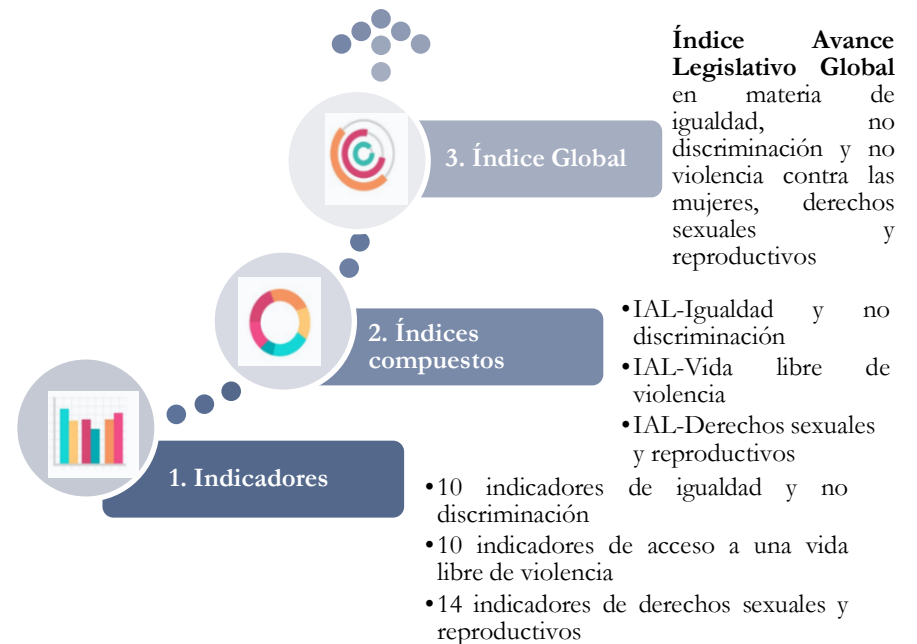 Índice Avance
Legislativo Global
en materia de
igualdad, no
discriminación y no
violencia contra las
mujeres, derechos
sexuales y
reproductivos
3. Índice Global
2. Índices
compuestos
•IAL-Igualdad y no
discriminación
•IAL-Vida libre de
violencia
•IAL-Derechos sexuales
y reproductivos
1. Indicadores
•10 indicadores de igualdad y no
discriminación
•10 indicadores de acceso a una vida
libre de violencia
•14 indicadores de derechos sexuales y
reproductivos